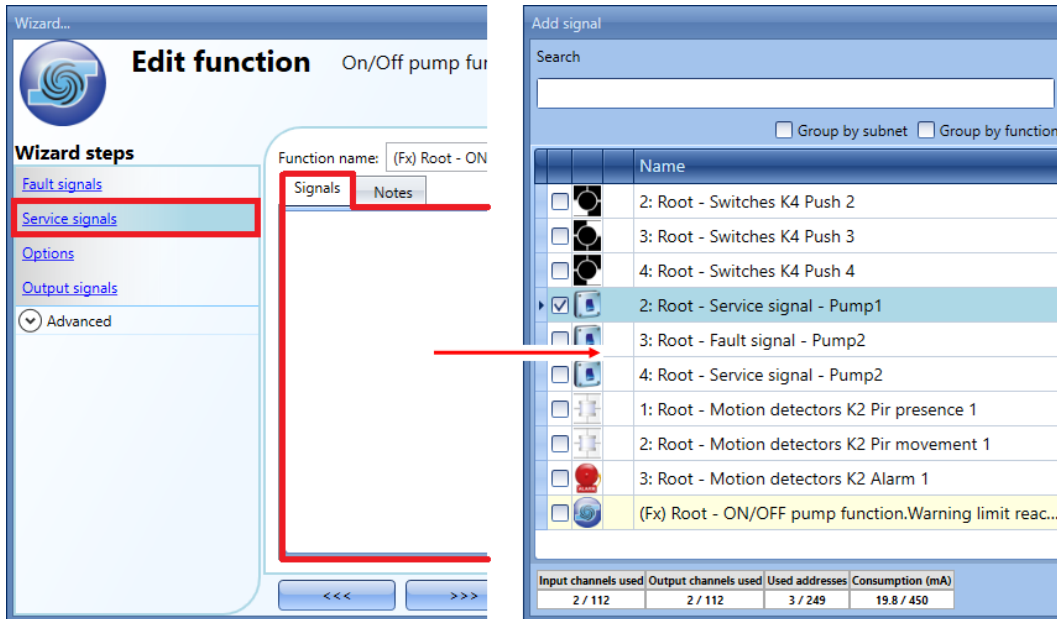 Wizard...
Edit function
On/Off pump fur
Wizard steps
Fault signals
Service signals
Options
Output signals
Advanced
Function name:
(Fx) Root - ON
Signals
Notes
<<<
>>>
Add signal
Search
Group by subnet
Group by function
Name
2: Root - Switches K4 Push 2
3: Root - Switches K4 Push 3
4: Root - Switches K4 Push 4
2: Root - Service signal - Pump1
3: Root - Fault signal - Pump2
4: Root - Service signal - Pump2
1: Root - Motion detectors K2 Pir presence 1
2: Root - Motion detectors K2 Pir movement 1
ALARM
3: Root - Motion detectors K2 Alarm 1
(Fx) Root - ON/OFF pump function.Warning limit reac...
Input channels used Output channels used Used addresses Consumption (mA)
2 / 112 2 / 112 3 / 249 19.8 / 450